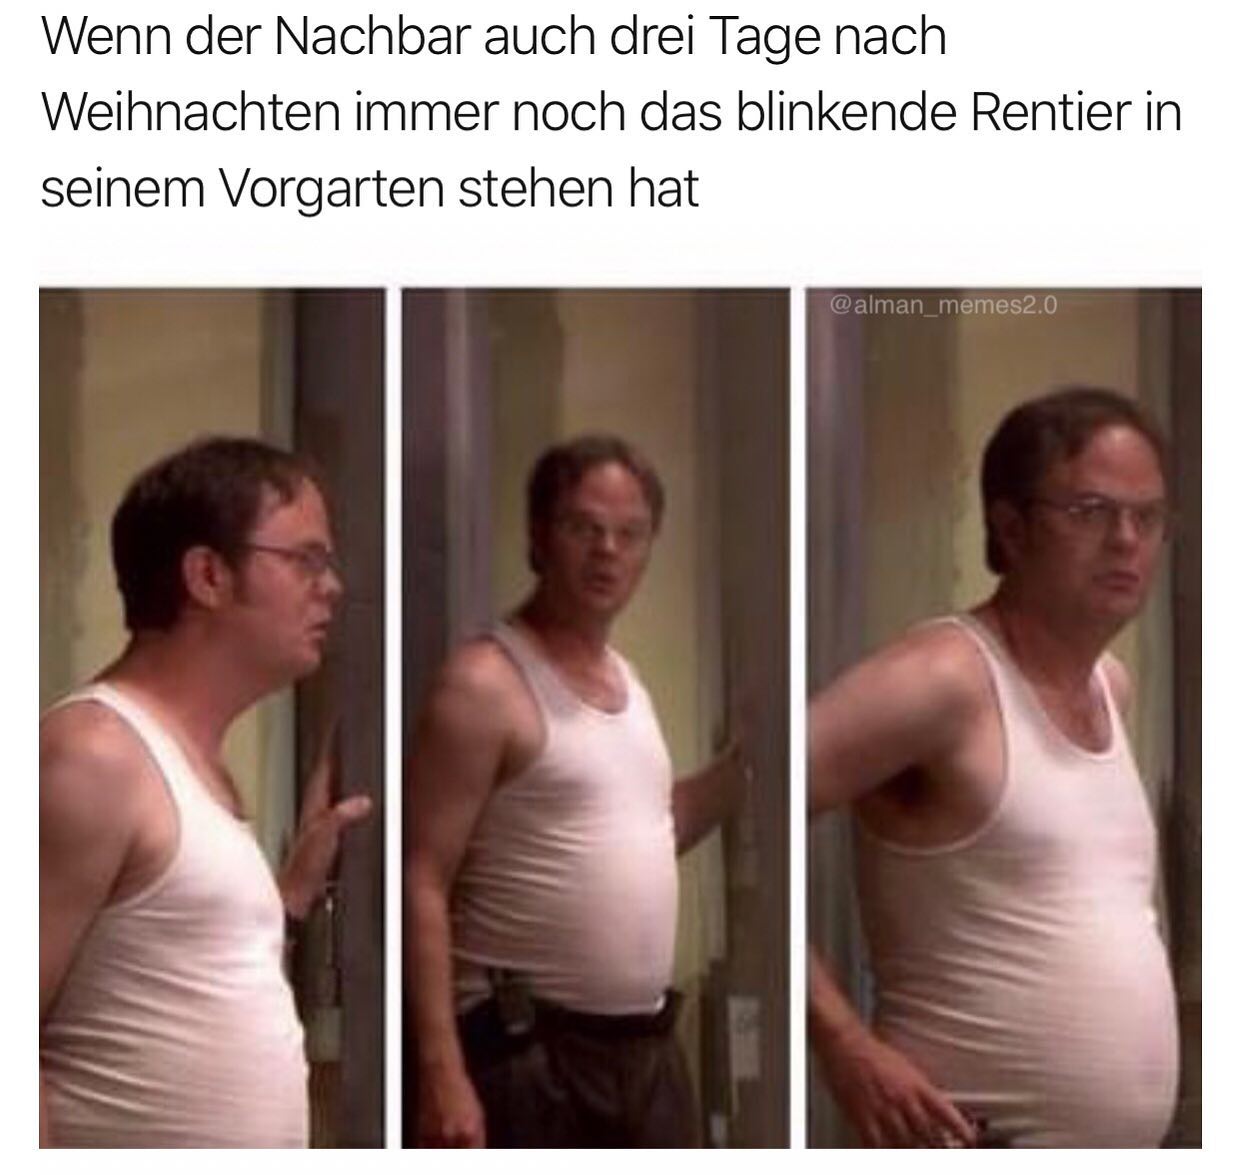 Wenn der Nachbar auch drei Tage nach
Weihnachten immer noch das blinkende Rentier in
seinem Vorgarten stehen hat
@alman_memes2.0